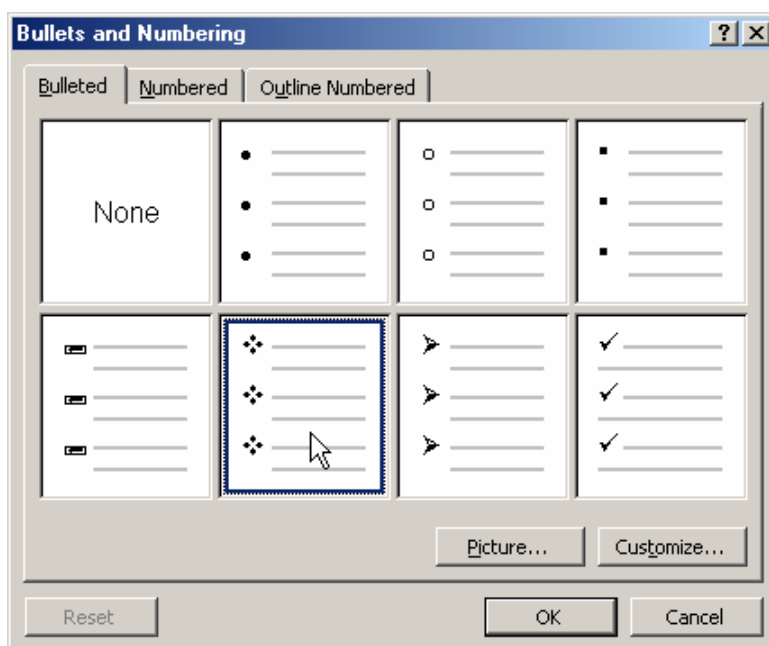 Bullets and Numbering
Bulleted Numbered Outline Numbered
None
Picture... Customize...
Reset OK Cancel